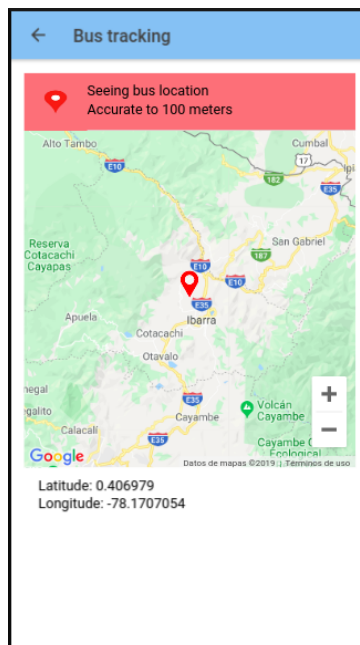 Bus tracking
Seeing bus location
Accurate to 100 meters
Alto Tambo
Cumbal
E10
17
182
Ipi
E35
Reserva
Cotacachi
Cayapas
San Gabriel
187
E10
E10
E35
Apuela
Ibarra
Cotacachi
Otavalo
negal
E35
galito
Cayambe
Volcán
Cayambe
+
Calacalí
E35
Cayambe C
Ecological
−
Google
Datos de mapas ©2019
Términos de uso
Latitude: 0.406979
Longitude: -78.1707054